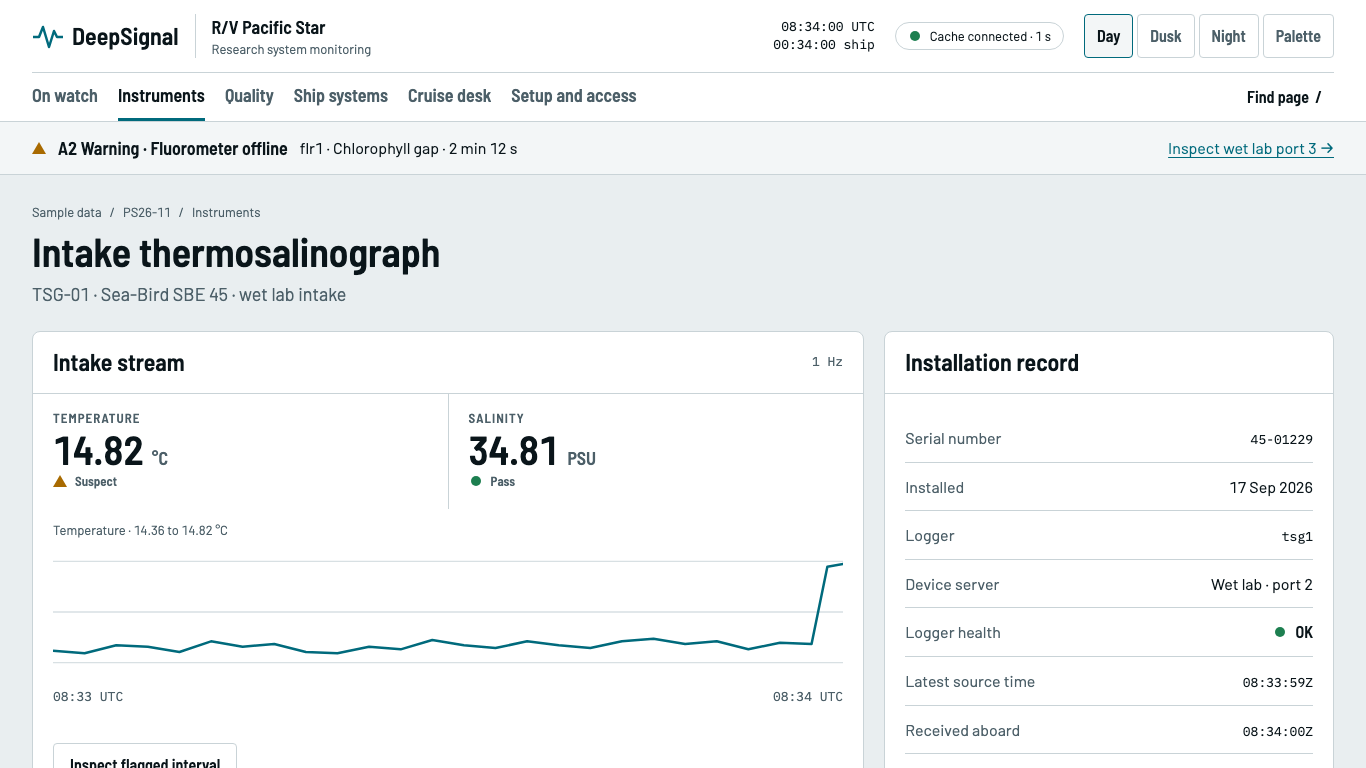 DeepSignal
R/V Pacific Star
Research system monitoring
08:34:00 UTC
00:34:00 ship
Cache connected · 1 s
Day
Dusk
Night
Palette
On watch
Instruments
Quality
Ship systems
Cruise desk
Setup and access
Find page /
A2 Warning · Fluorometer offline flr1 · Chlorophyll gap · 2 min 12 s
Inspect wet lab port 3 →
Sample data / PS26-11 / Instruments
Intake thermosalinograph
TSG-01 · Sea-Bird SBE 45 · wet lab intake
Intake stream
1 Hz
TEMPERATURE
14.82 °C
Suspect
SALINITY
34.81 PSU
Pass
Temperature · 14.36 to 14.82 °C
08:33 UTC
08:34 UTC
Inspect flagged interval
Installation record
Serial number 45-01229
Installed 17 Sep 2026
Logger tsg1
Device server Wet lab · port 2
Logger health OK
Latest source time 08:33:59Z
Received aboard 08:34:00Z